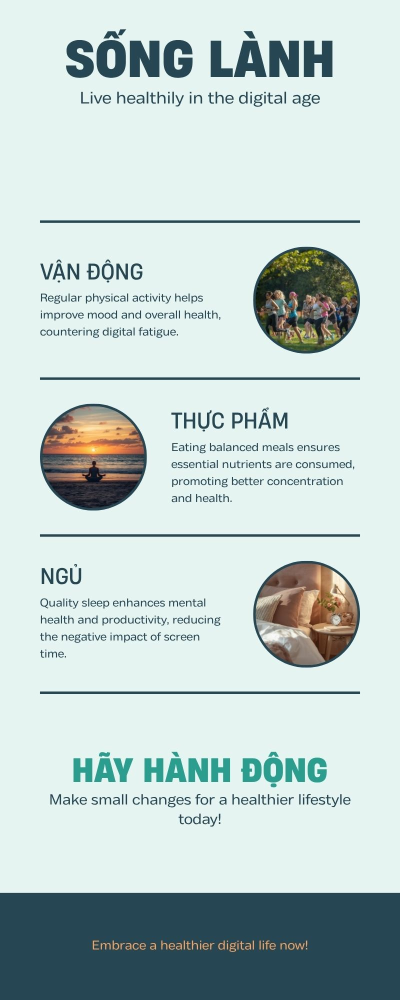 SỐNG LÀNH
Live healthily in the digital age
VẬN ĐỘNG
Regular physical activity helps
improve mood and overall health,
countering digital fatigue.
THỰC PHẨM
Eating balanced meals ensures
essential nutrients are consumed,
promoting better concentration
and health.
NGỦ
Quality sleep enhances mental
health and productivity, reducing
the negative impact of screen
time.
HÃY HÀNH ĐỘNG
Make small changes for a healthier lifestyle
today!
Embrace a healthier digital life now!